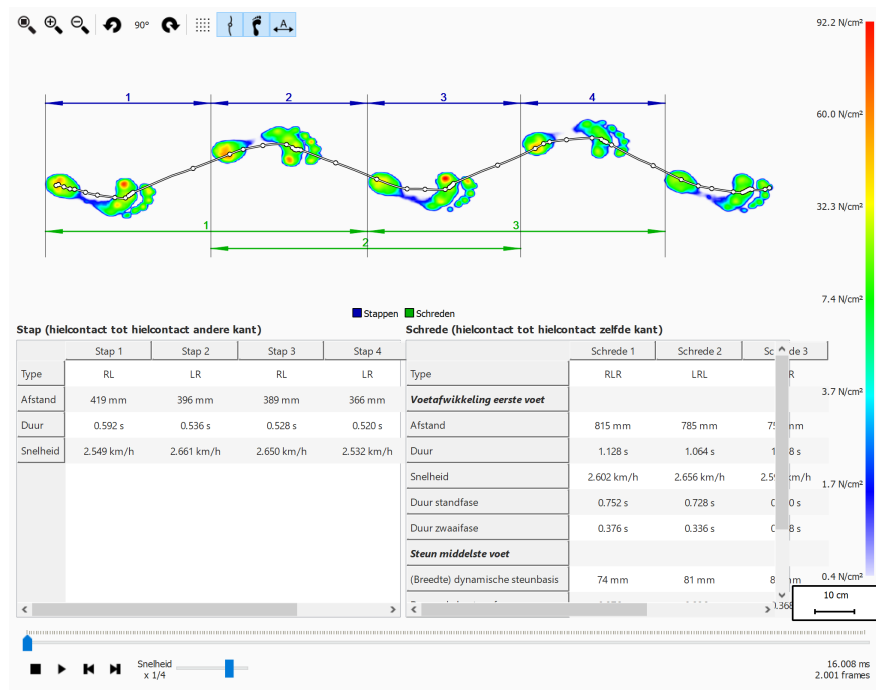 90°
A
92.2 N/cm²
60.0 N/cm²
32.3 N/cm²
7.4 N/cm²
3.7 N/cm²
1.7 N/cm²
0.4 N/cm²
1 2 3 4
1 3
2
Stappen Schreden
Stap (hielcontact tot hielcontact andere kant)
Stap 1 Stap 2 Stap 3 Stap 4
Type RL LR RL LR
Afstand 419 mm 396 mm 389 mm 366 mm
Duur 0.592 s 0.536 s 0.528 s 0.520 s
Snelheid 2.549 km/h 2.661 km/h 2.650 km/h 2.532 km/h
Schrede (hielcontact tot hielcontact zelfde kant)
Schrede 1 Schrede 2
Type RLR LRL
Voetafwikkeling eerste voet
Afstand 815 mm 785 mm
Duur 1.128 s 1.064 s
Snelheid 2.602 km/h 2.656 km/h
Duur standfase 0.752 s 0.728 s
Duur zwaaifase 0.376 s 0.336 s
Steun middelste voet
(Breedte) dynamische steunbasis 74 mm 81 mm
10 cm
Snelheid
x 1/4
16.008 ms
2.001 frames